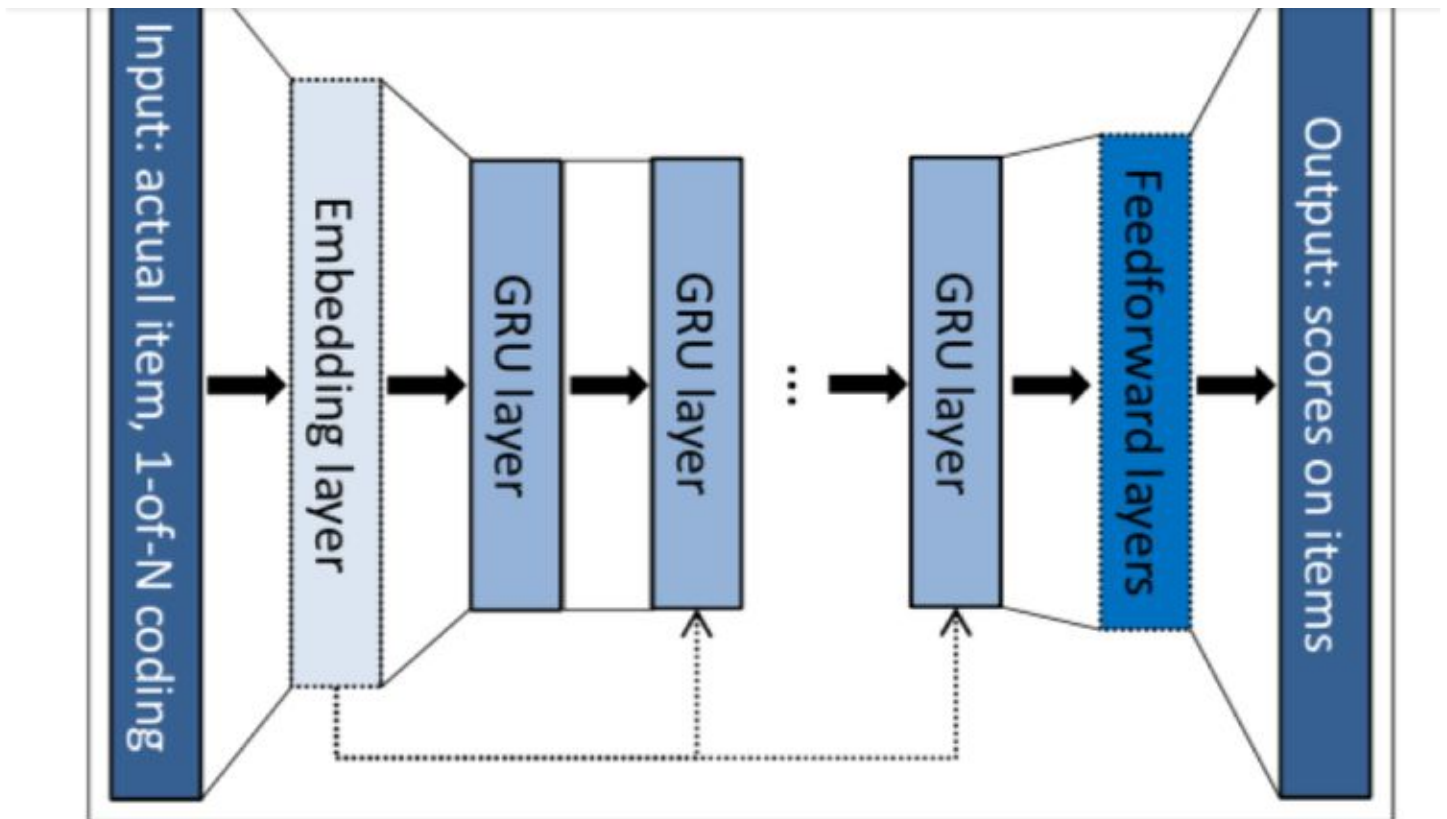 Input: actual item, 1-of-N coding
Embedding layer
GRU layer
GRU layer
...
GRU layer
Feedforward layers
Output: scores on items